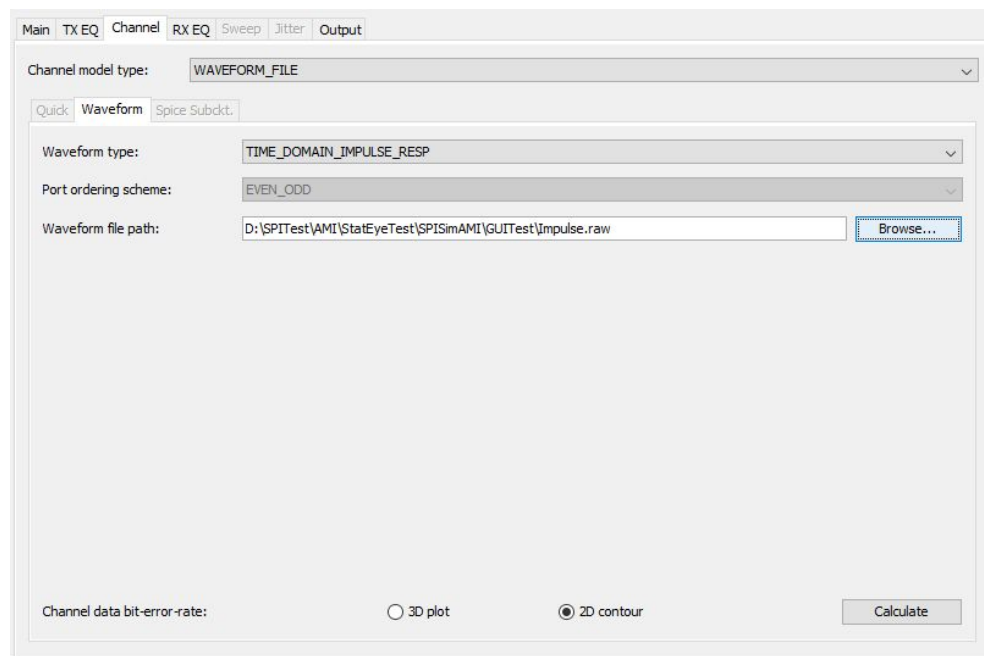 Main TX EQ Channel RX EQ Sweep Jitter Output
Channel model type: WAVEFORM_FILE
Quick Waveform Spice Subckt.
Waveform type: TIME_DOMAIN_IMPULSE_RESP
Port ordering scheme: EVEN_ODD
Waveform file path: D:\SPITest\AMI\StatEyeTest\SPISimAMI\GUITest\Impulse.raw Browse...
Channel data bit-error-rate: 3D plot 2D contour Calculate